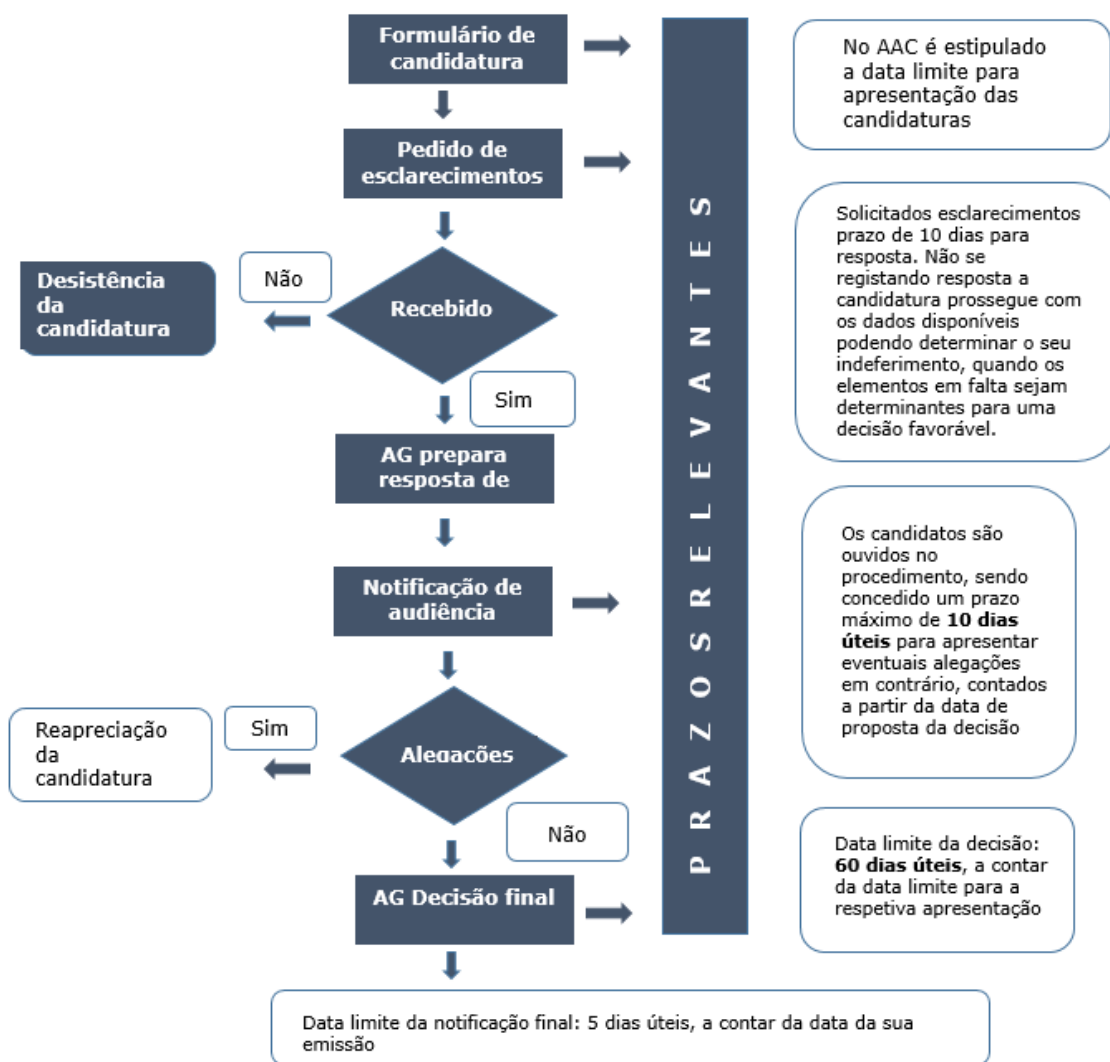 Formulário de
candidatura
No AAC é estipulado
a data limite para
apresentação das
candidaturas
Pedido de
esclarecimentos
Solicitados esclarecimentos
prazo de 10 dias para
resposta. Não se
registando resposta a
candidatura prossegue com
os dados disponíveis
podendo determinar o seu
indeferimento, quando os
elementos em falta sejam
determinantes para uma
decisão favorável.
Desistência
da
candidatura
Não
Recebido
Sim
AG prepara
resposta de
Notificação de
audiência
Os candidatos são
ouvidos no
procedimento, sendo
concedido um prazo
máximo de 10 dias
úteis para apresentar
eventuais alegações
em contrário, contados
a partir da data de
proposta da decisão
Reapreciação
da
candidatura
Sim
Alegações
Não
AG Decisão final
Data limite da decisão:
60 dias úteis, a contar
da data limite para a
respetiva apresentação
P R A Z O S R E L E V A N T E S
Data limite da notificação final: 5 dias úteis, a contar da data da sua
emissão